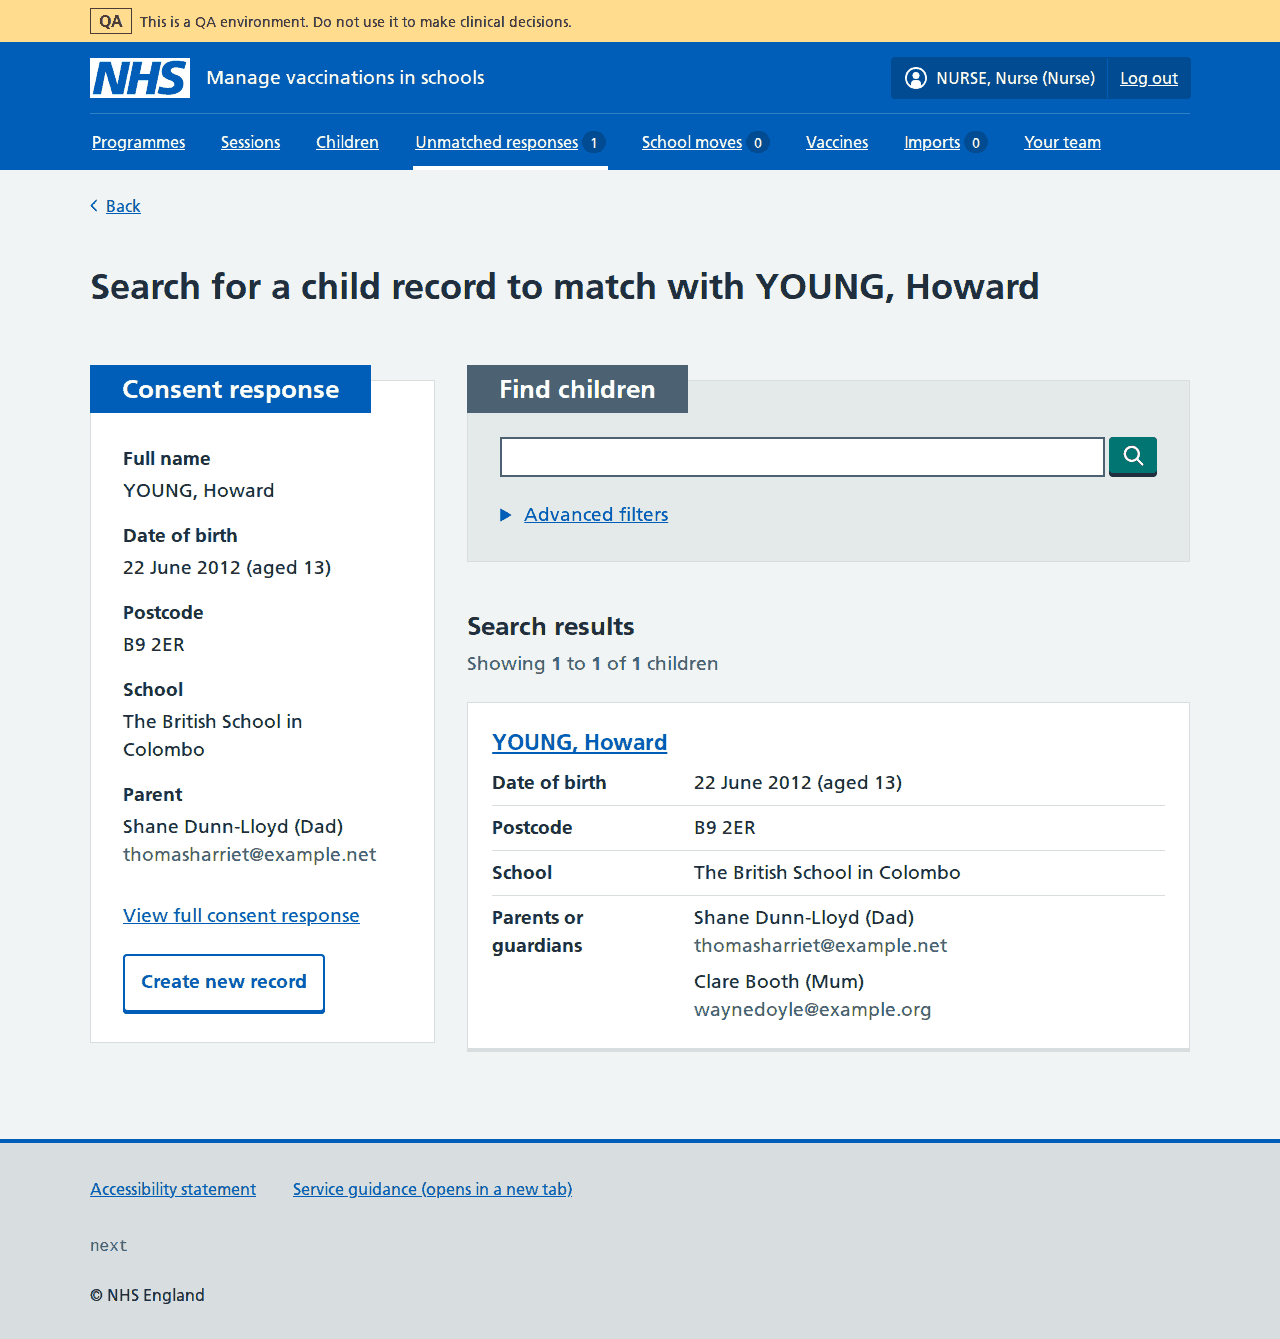 QA This is a QA environment. Do not use it to make clinical decisions.
NHS Manage vaccinations in schools NURSE, Nurse (Nurse) Log out
Programmes Sessions Children Unmatched responses 1 School moves 0 Vaccines Imports 0 Your team
Back
Search for a child record to match with YOUNG, Howard
Consent response
Full name
YOUNG, Howard
Date of birth
22 June 2012 (aged 13)
Postcode
B9 2ER
School
The British School in
Colombo
Parent
Shane Dunn-Lloyd (Dad)
thomasharriet@example.net
View full consent response
Create new record
Find children
Advanced filters
Search results
Showing 1 to 1 of 1 children
YOUNG, Howard
Date of birth 22 June 2012 (aged 13)
Postcode B9 2ER
School The British School in Colombo
Parents or Shane Dunn-Lloyd (Dad)
guardians thomasharriet@example.net
Clare Booth (Mum)
waynedoyle@example.org
Accessibility statement Service guidance (opens in a new tab)
next
© NHS England